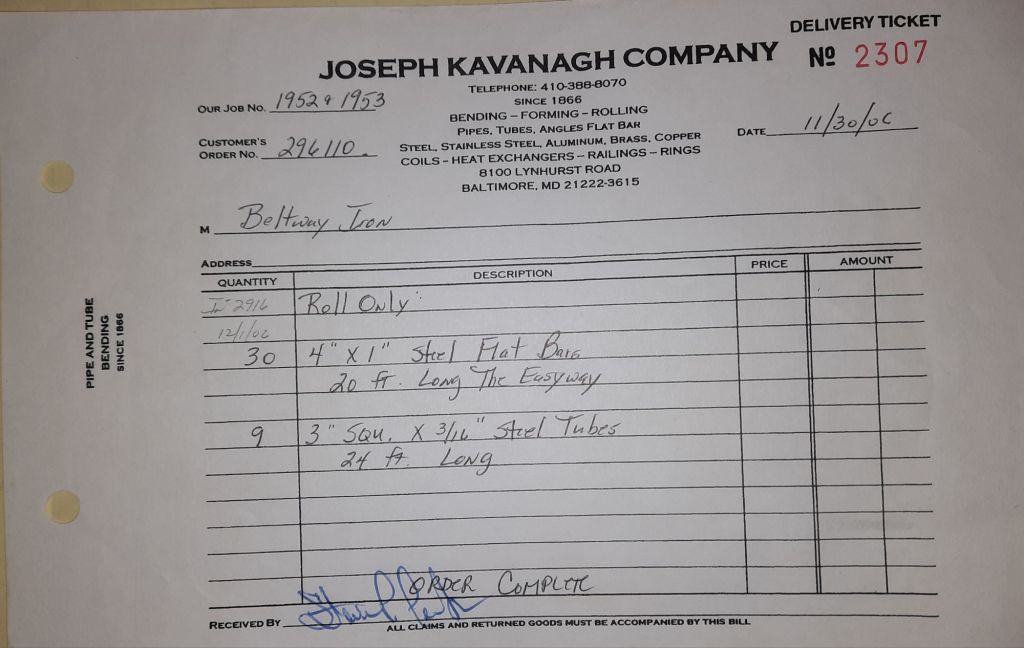 DELIVERY TICKET
JOSEPH KAVANAGH COMPANY
Nº 2307
TELEPHONE: 410-388-8070
SINCE 1866
BENDING – FORMING – ROLLING
PIPES, TUBES, ANGLES FLAT BAR
STEEL, STAINLESS STEEL, ALUMINUM, BRASS, COPPER
COILS – HEAT EXCHANGERS – RAILINGS – RINGS
8100 LYNHURST ROAD
BALTIMORE, MD 21222-3615
OUR JOB NO. 1952 & 1953
CUSTOMER'S
ORDER NO. 296110
DATE 11/30/06
M Beltway Iron
ADDRESS
QUANTITY DESCRIPTION PRICE AMOUNT
2916 Roll Only
12/1/06
30 4" X 1" Steel Flat Bars
20 ft. Long The Easyway
9 3" Squ. X 3/16" Steel Tubes
24 ft. Long
ORDER COMPLETE
RECEIVED BY
ALL CLAIMS AND RETURNED GOODS MUST BE ACCOMPANIED BY THIS BILL
PIPE AND TUBE
BENDING
SINCE 1866